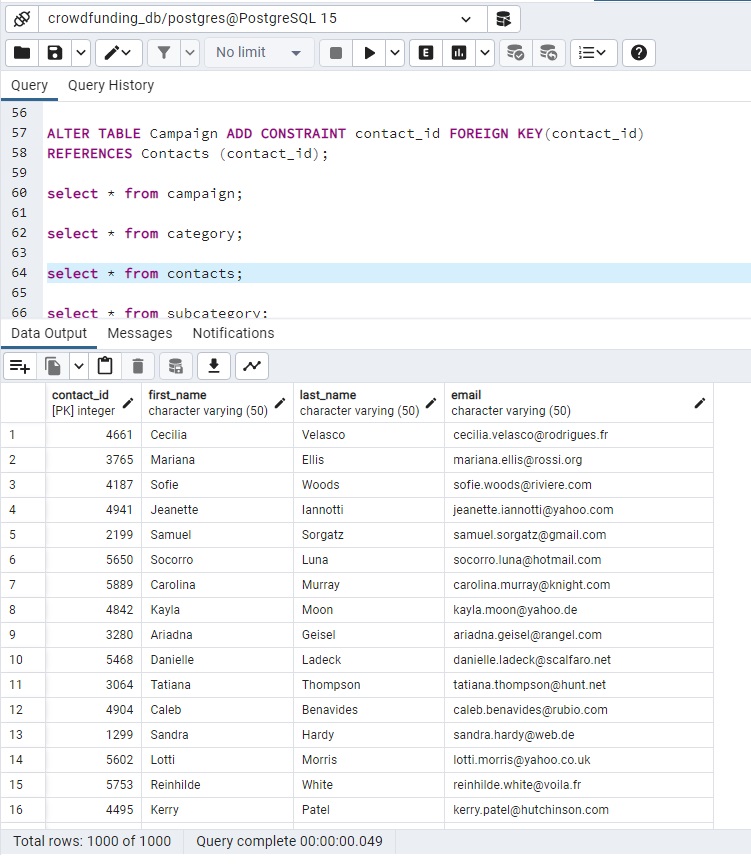 crowdfunding_db/postgres@PostgreSQL 15
No limit
E
Query Query History
56
57 ALTER TABLE Campaign ADD CONSTRAINT contact_id FOREIGN KEY(contact_id)
58 REFERENCES Contacts (contact_id);
59
60 select * from campaign;
61
62 select * from category;
63
64 select * from contacts;
65
66 select * from subcategory;
Data Output Messages Notifications
contact_id first_name last_name email
[PK] integer character varying (50) character varying (50) character varying (50)
1 4661 Cecilia Velasco cecilia.velasco@rodrigues.fr
2 3765 Mariana Ellis mariana.ellis@rossi.org
3 4187 Sofie Woods sofie.woods@riviere.com
4 4941 Jeanette Iannotti jeanette.iannotti@yahoo.com
5 2199 Samuel Sorgatz samuel.sorgatz@gmail.com
6 5650 Socorro Luna socorro.luna@hotmail.com
7 5889 Carolina Murray carolina.murray@knight.com
8 4842 Kayla Moon kayla.moon@yahoo.de
9 3280 Ariadna Geisel ariadna.geisel@rangel.com
10 5468 Danielle Ladeck danielle.ladeck@scalfaro.net
11 3064 Tatiana Thompson tatiana.thompson@hunt.net
12 4904 Caleb Benavides caleb.benavides@rubio.com
13 1299 Sandra Hardy sandra.hardy@web.de
14 5602 Lotti Morris lotti.morris@yahoo.co.uk
15 5753 Reinhilde White reinhilde.white@voila.fr
16 4495 Kerry Patel kerry.patel@hutchinson.com
Total rows: 1000 of 1000 Query complete 00:00:00.049